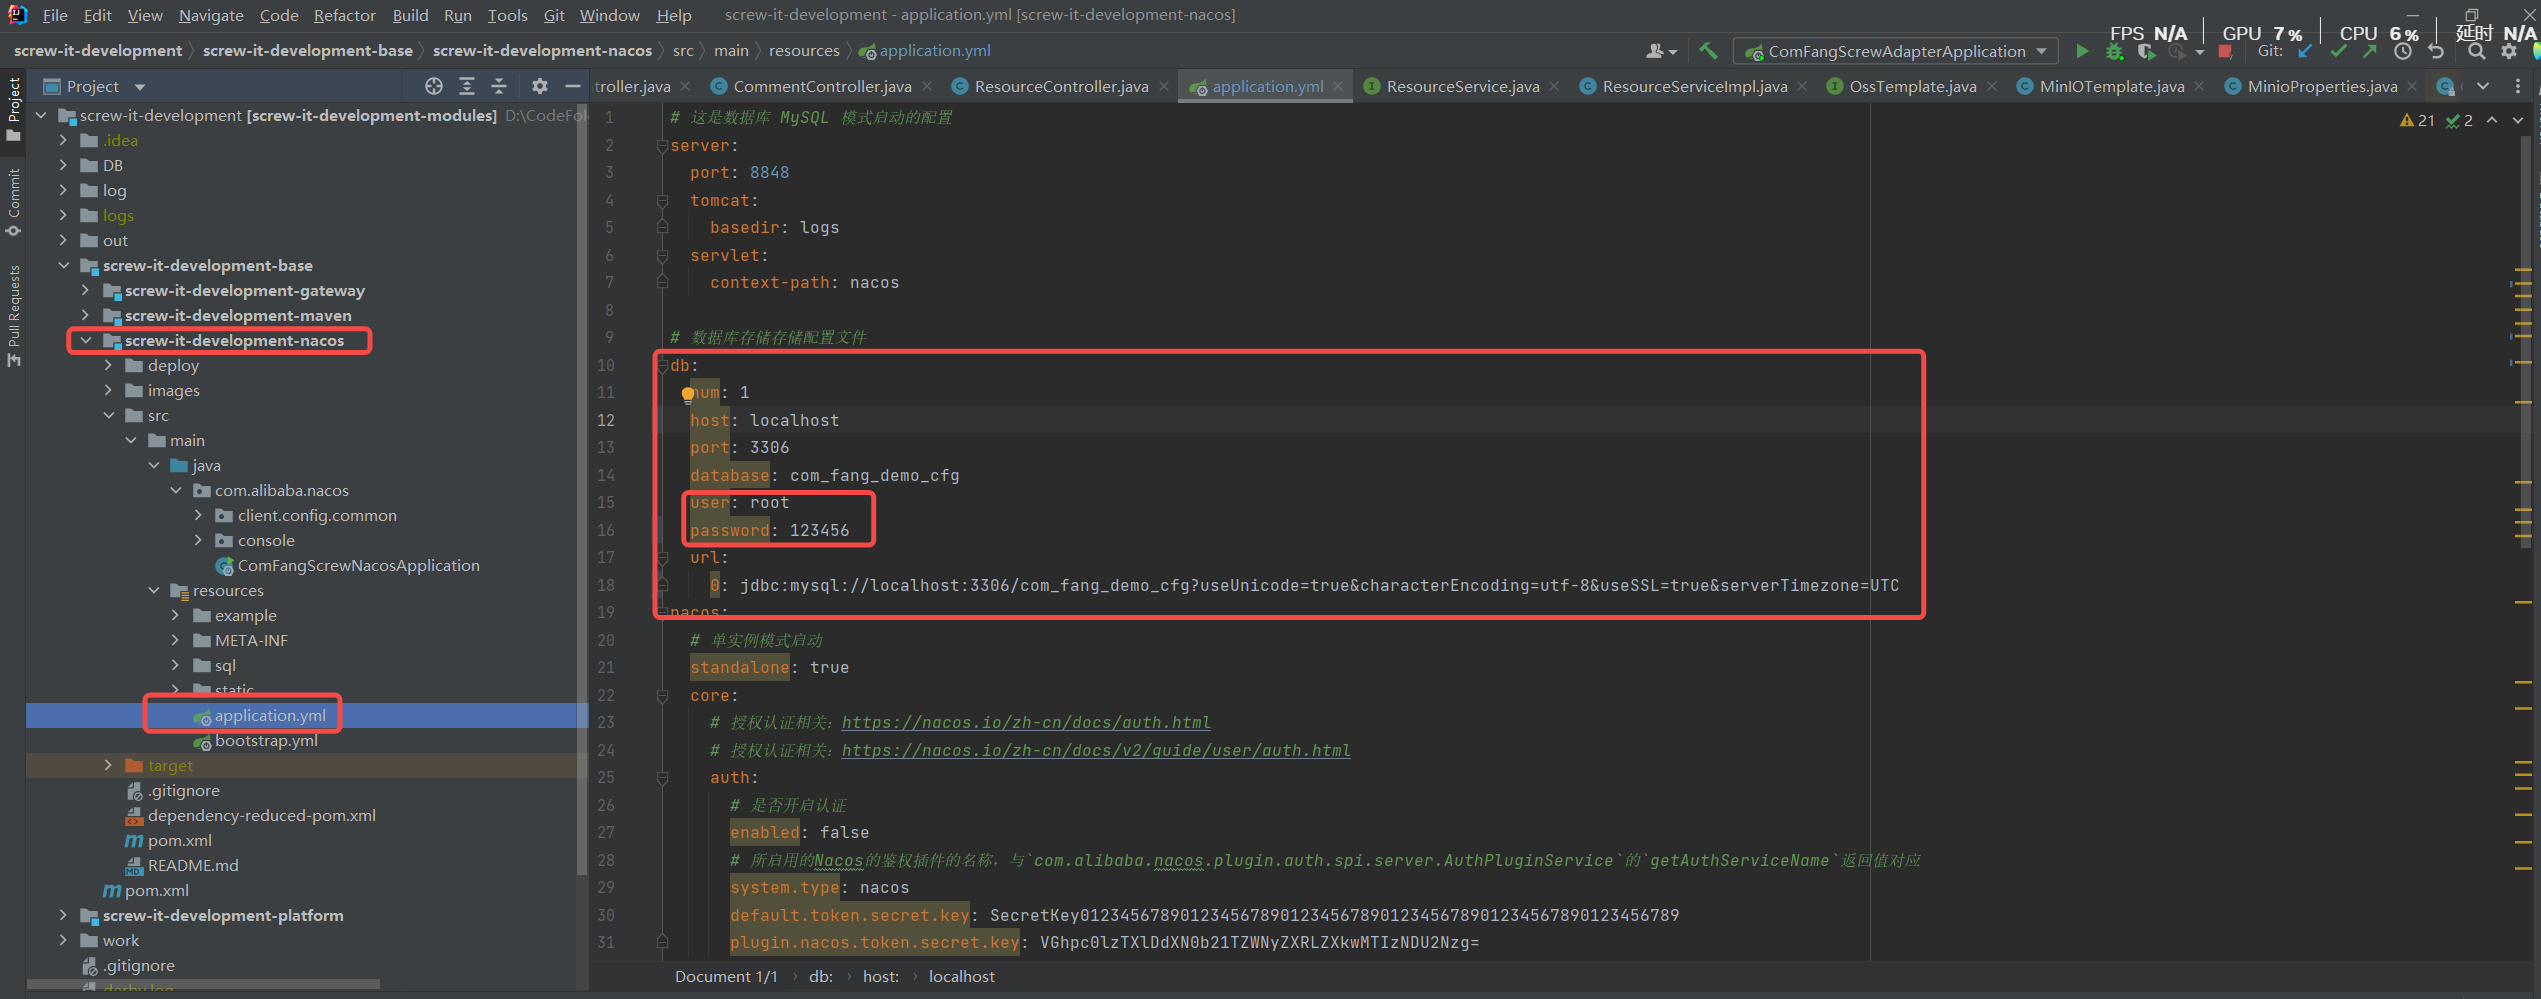 File Edit View Navigate Code Refactor Build Run Tools Git Window Help screw-it-development - application.yml [screw-it-development-nacos]
FPS N/A GPU 7 % CPU 6 % 延时 N/A
screw-it-development screw-it-development-base screw-it-development-nacos src main resources application.yml
ComFangScrewAdapterApplication Git:
Project
troller.java CommentController.java ResourceController.java application.yml ResourceService.java ResourceServiceImpl.java OssTemplate.java MinIOTemplate.java MinioProperties.java
Project
Commit
Pull Requests
screw-it-development [screw-it-development-modules] D:\CodeFol
.idea
DB
log
logs
out
screw-it-development-base
screw-it-development-gateway
screw-it-development-maven
screw-it-development-nacos
deploy
images
src
main
java
com.alibaba.nacos
client.config.common
console
ComFangScrewNacosApplication
resources
example
META-INF
sql
static
application.yml
bootstrap.yml
target
.gitignore
dependency-reduced-pom.xml
pom.xml
README.md
pom.xml
screw-it-development-platform
work
.gitignore
derby.log
21 2
1 # 这是数据库 MySQL 模式启动的配置
2 server:
3 port: 8848
4 tomcat:
5 basedir: logs
6 servlet:
7 context-path: nacos
8
9 # 数据库存储存储配置文件
10 db:
11 num: 1
12 host: localhost
13 port: 3306
14 database: com_fang_demo_cfg
15 user: root
16 password: 123456
17 url:
18 0: jdbc:mysql://localhost:3306/com_fang_demo_cfg?useUnicode=true&characterEncoding=utf-8&useSSL=true&serverTimezone=UTC
19 nacos:
20 # 单实例模式启动
21 standalone: true
22 core:
23 # 授权认证相关：https://nacos.io/zh-cn/docs/auth.html
24 # 授权认证相关：https://nacos.io/zh-cn/docs/v2/guide/user/auth.html
25 auth:
26 # 是否开启认证
27 enabled: false
28 # 所启用的Nacos的鉴权插件的名称，与`com.alibaba.nacos.plugin.auth.spi.server.AuthPluginService`的`getAuthServiceName`返回值对应
29 system.type: nacos
30 default.token.secret.key: SecretKey012345678901234567890123456789012345678901234567890123456789
31 plugin.nacos.token.secret.key: VGhpc0lzTXlDdXN0b21TZWNyZXRLZXkwMTIzNDU2Nzg=
Document 1/1 db: host: localhost